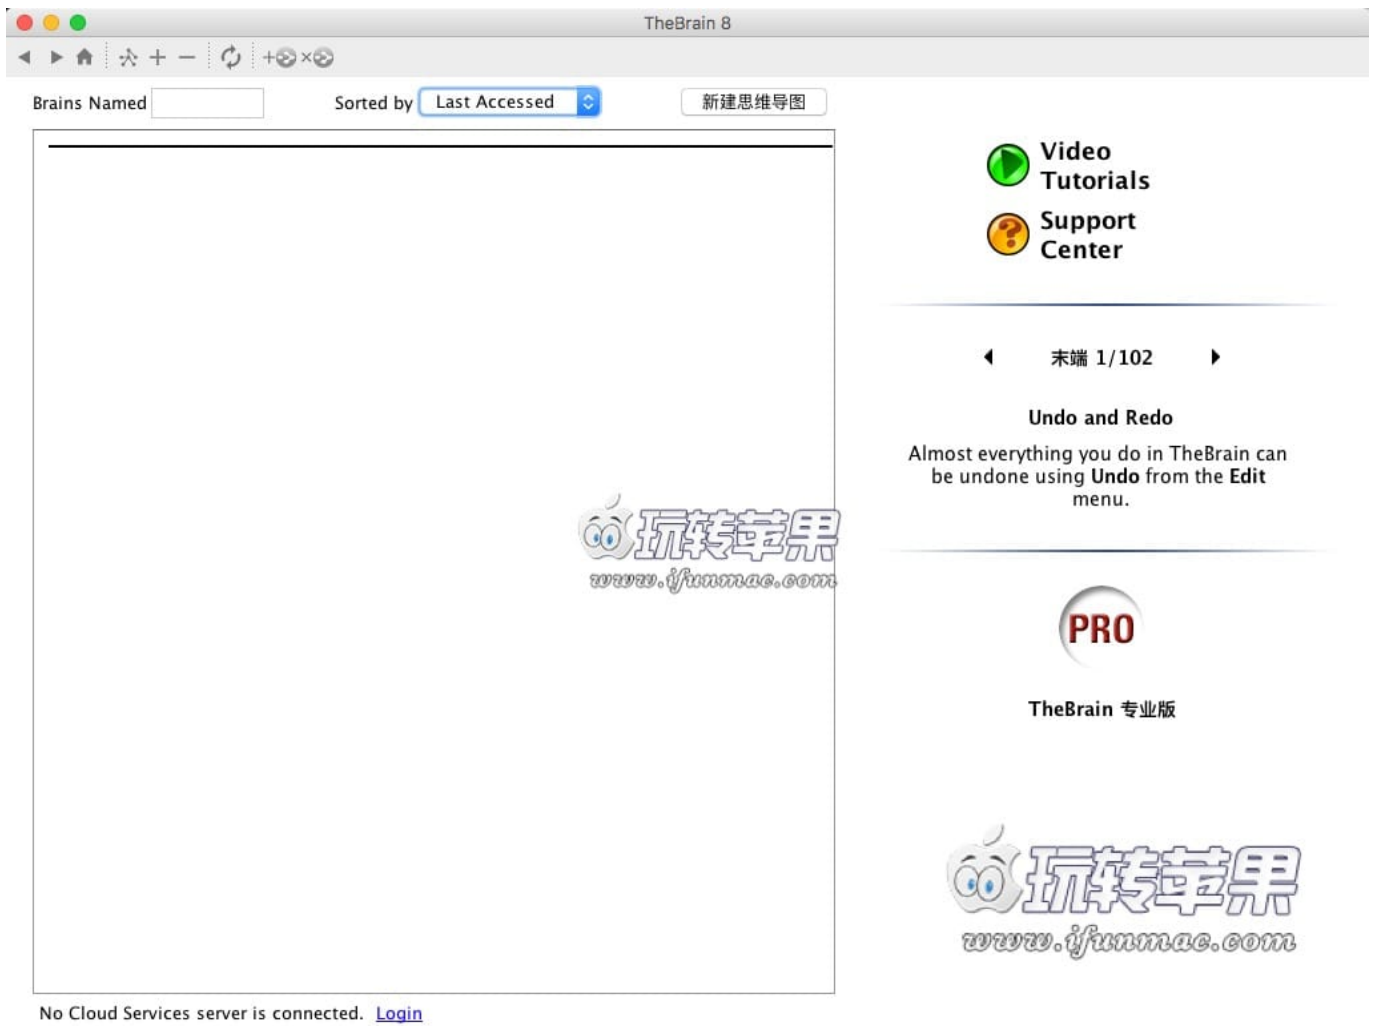 TheBrain 8
Brains Named
Sorted by Last Accessed
新建思维导图
Video
Tutorials
Support
Center
末端 1/102
Undo and Redo
Almost everything you do in TheBrain can
be undone using Undo from the Edit
menu.
玩转苹果
www.ifunmac.com
PRO
TheBrain 专业版
玩转苹果
www.ifunmac.com
No Cloud Services server is connected. Login